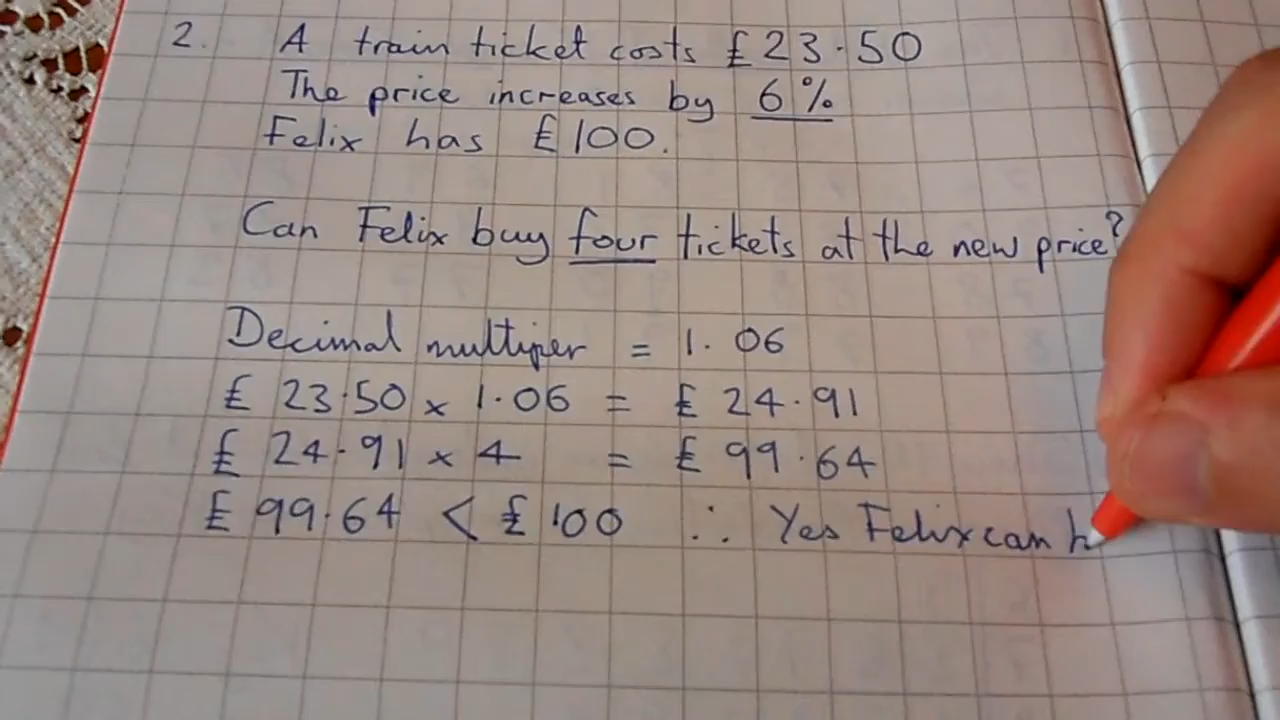 2. A train ticket costs £23.50
The price increases by 6%
Felix has £100.
Can Felix buy four tickets at the new price?
Decimal multiper = 1.06
£ 23.50 × 1.06 = £ 24.91
£ 24.91 × 4 = £ 99.64
£ 99.64 < £ 100 ∴ Yes Felix can